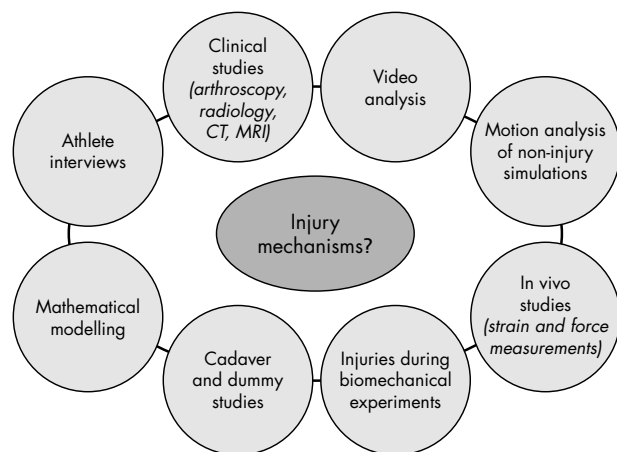 Clinical
studies
(arthroscopy,
radiology,
CT, MRI)
Video
analysis
Athlete
interviews
Motion analysis
of non-injury
simulations
Injury
mechanisms?
Mathematical
modelling
In vivo
studies
(strain and force
measurements)
Cadaver
and dummy
studies
Injuries during
biomechanical
experiments